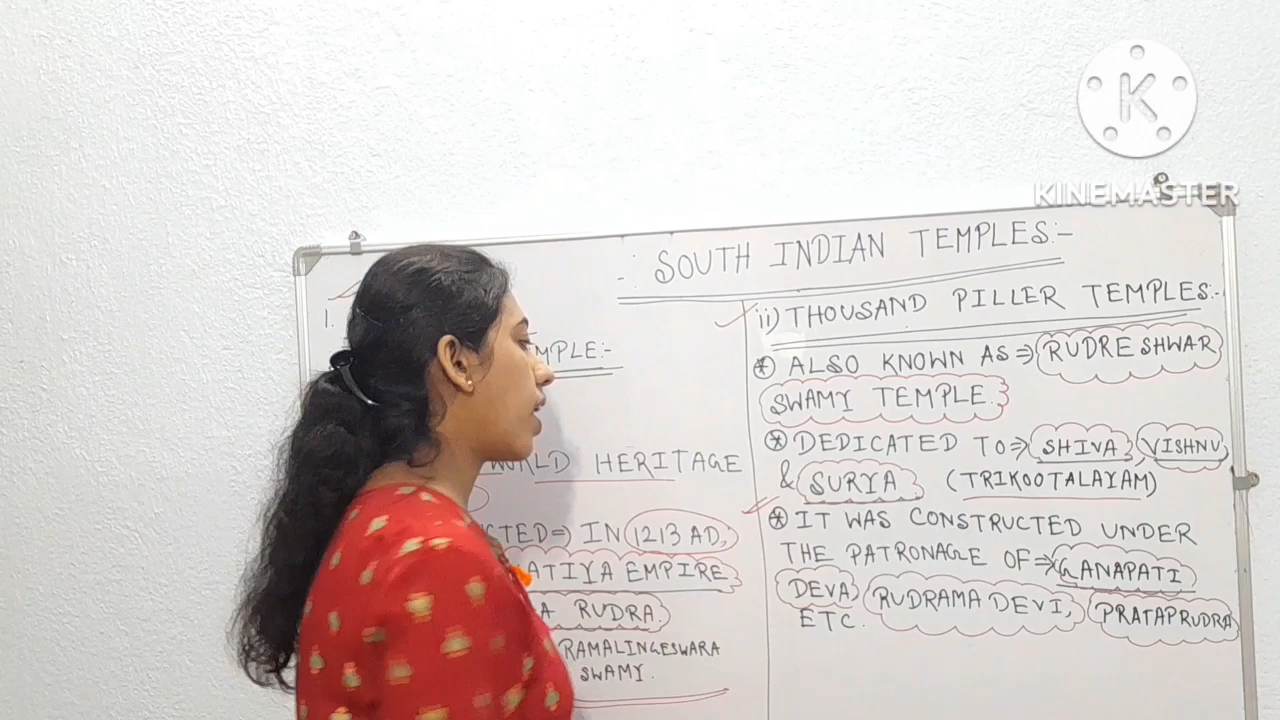 K
KINEMASTER
-: SOUTH INDIAN TEMPLES:-
1.
MPLE:-
WORLD HERITAGE
CTED=> IN 1213 AD,
ATIYA EMPIRE
A RUDRA.
RAMALINGESWARA
SWAMY.
ii) THOUSAND PILLER TEMPLES:-
* ALSO KNOWN AS => RUDRESHWAR
SWAMY TEMPLE.
* DEDICATED TO=> SHIVA, VISHNU
& SURYA (TRIKOOTALAYAM)
* IT WAS CONSTRUCTED UNDER
THE PATRONAGE OF=> GANAPATI
DEVA, RUDRAMA DEVI, PRATAPRUDRA
ETC.